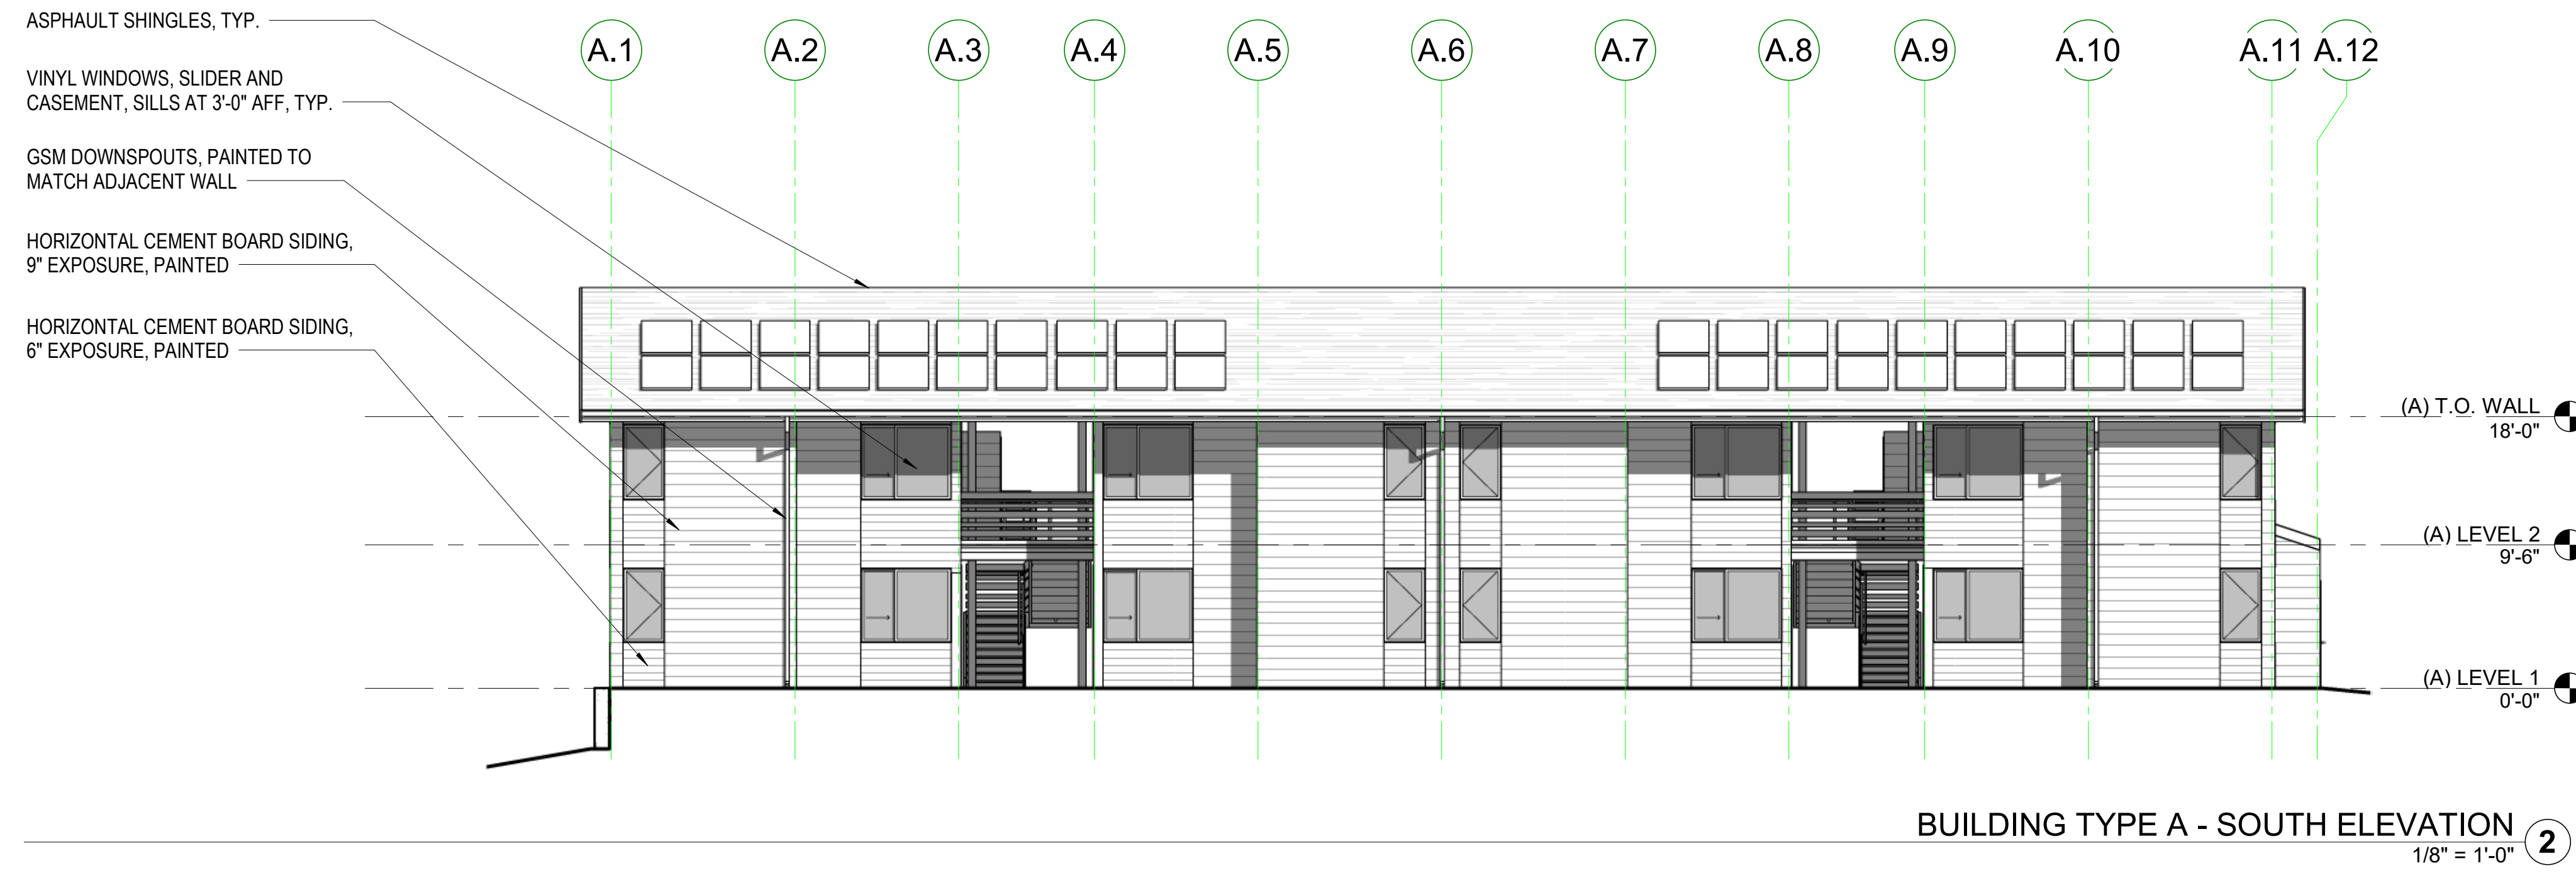 ASPHAULT SHINGLES, TYP.
VINYL WINDOWS, SLIDER AND
CASEMENT, SILLS AT 3'-0" AFF, TYP.
GSM DOWNSPOUTS, PAINTED TO
MATCH ADJACENT WALL
HORIZONTAL CEMENT BOARD SIDING,
9" EXPOSURE, PAINTED
HORIZONTAL CEMENT BOARD SIDING,
6" EXPOSURE, PAINTED
A.1 A.2 A.3 A.4 A.5 A.6 A.7 A.8 A.9 A.10 A.11 A.12
(A) T.O. WALL
18'-0"
(A) LEVEL 2
9'-6"
(A) LEVEL 1
0'-0"
BUILDING TYPE A - SOUTH ELEVATION 2
1/8" = 1'-0"